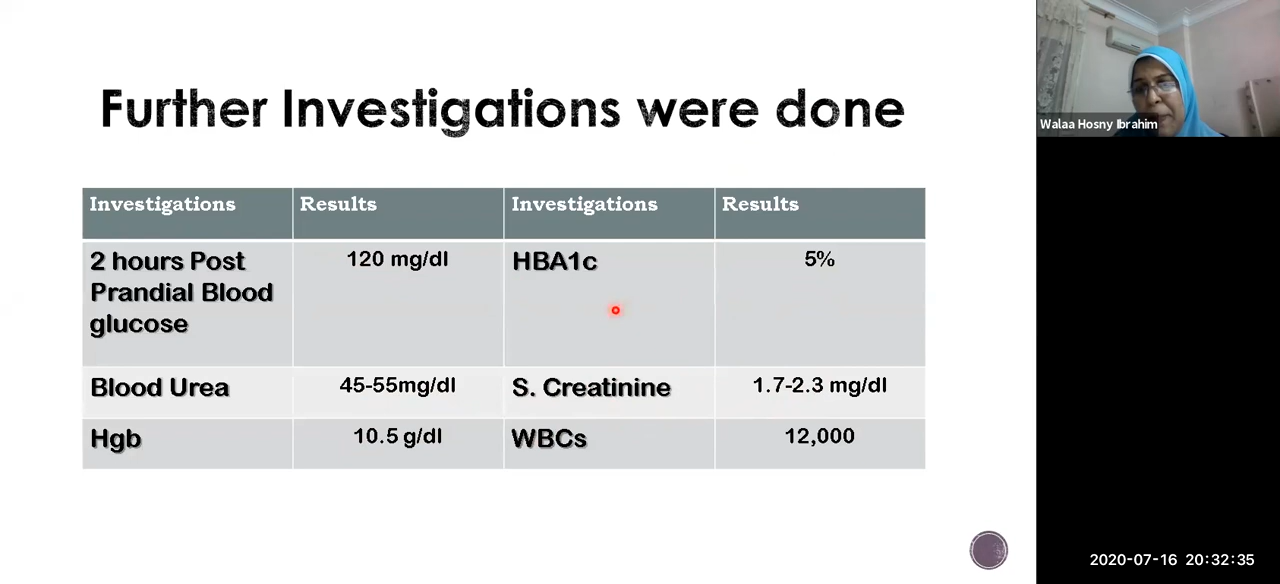 Further Investigations were done
Walaa Hosny Ibrahim
Investigations Results Investigations Results
2 hours Post 120 mg/dl HBA1c 5%
Prandial Blood
glucose
Blood Urea 45-55mg/dl S. Creatinine 1.7-2.3 mg/dl
Hgb 10.5 g/dl WBCs 12,000
2020-07-16 20:32:35